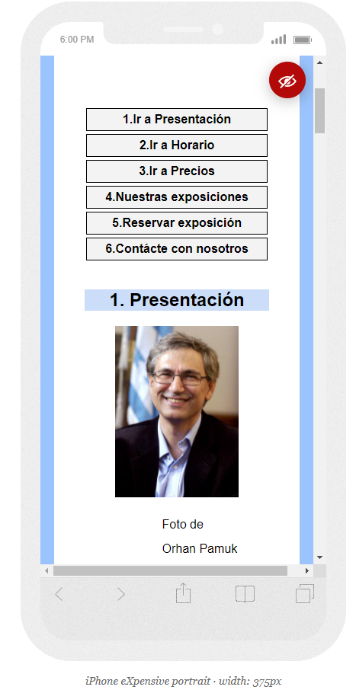 6:00 PM
1.Ir a Presentación
2.Ir a Horario
3.Ir a Precios
4.Nuestras exposiciones
5.Reservar exposición
6.Contácte con nosotros
1. Presentación
Foto de
Orhan Pamuk
iPhone eXpensive portrait · width: 375px